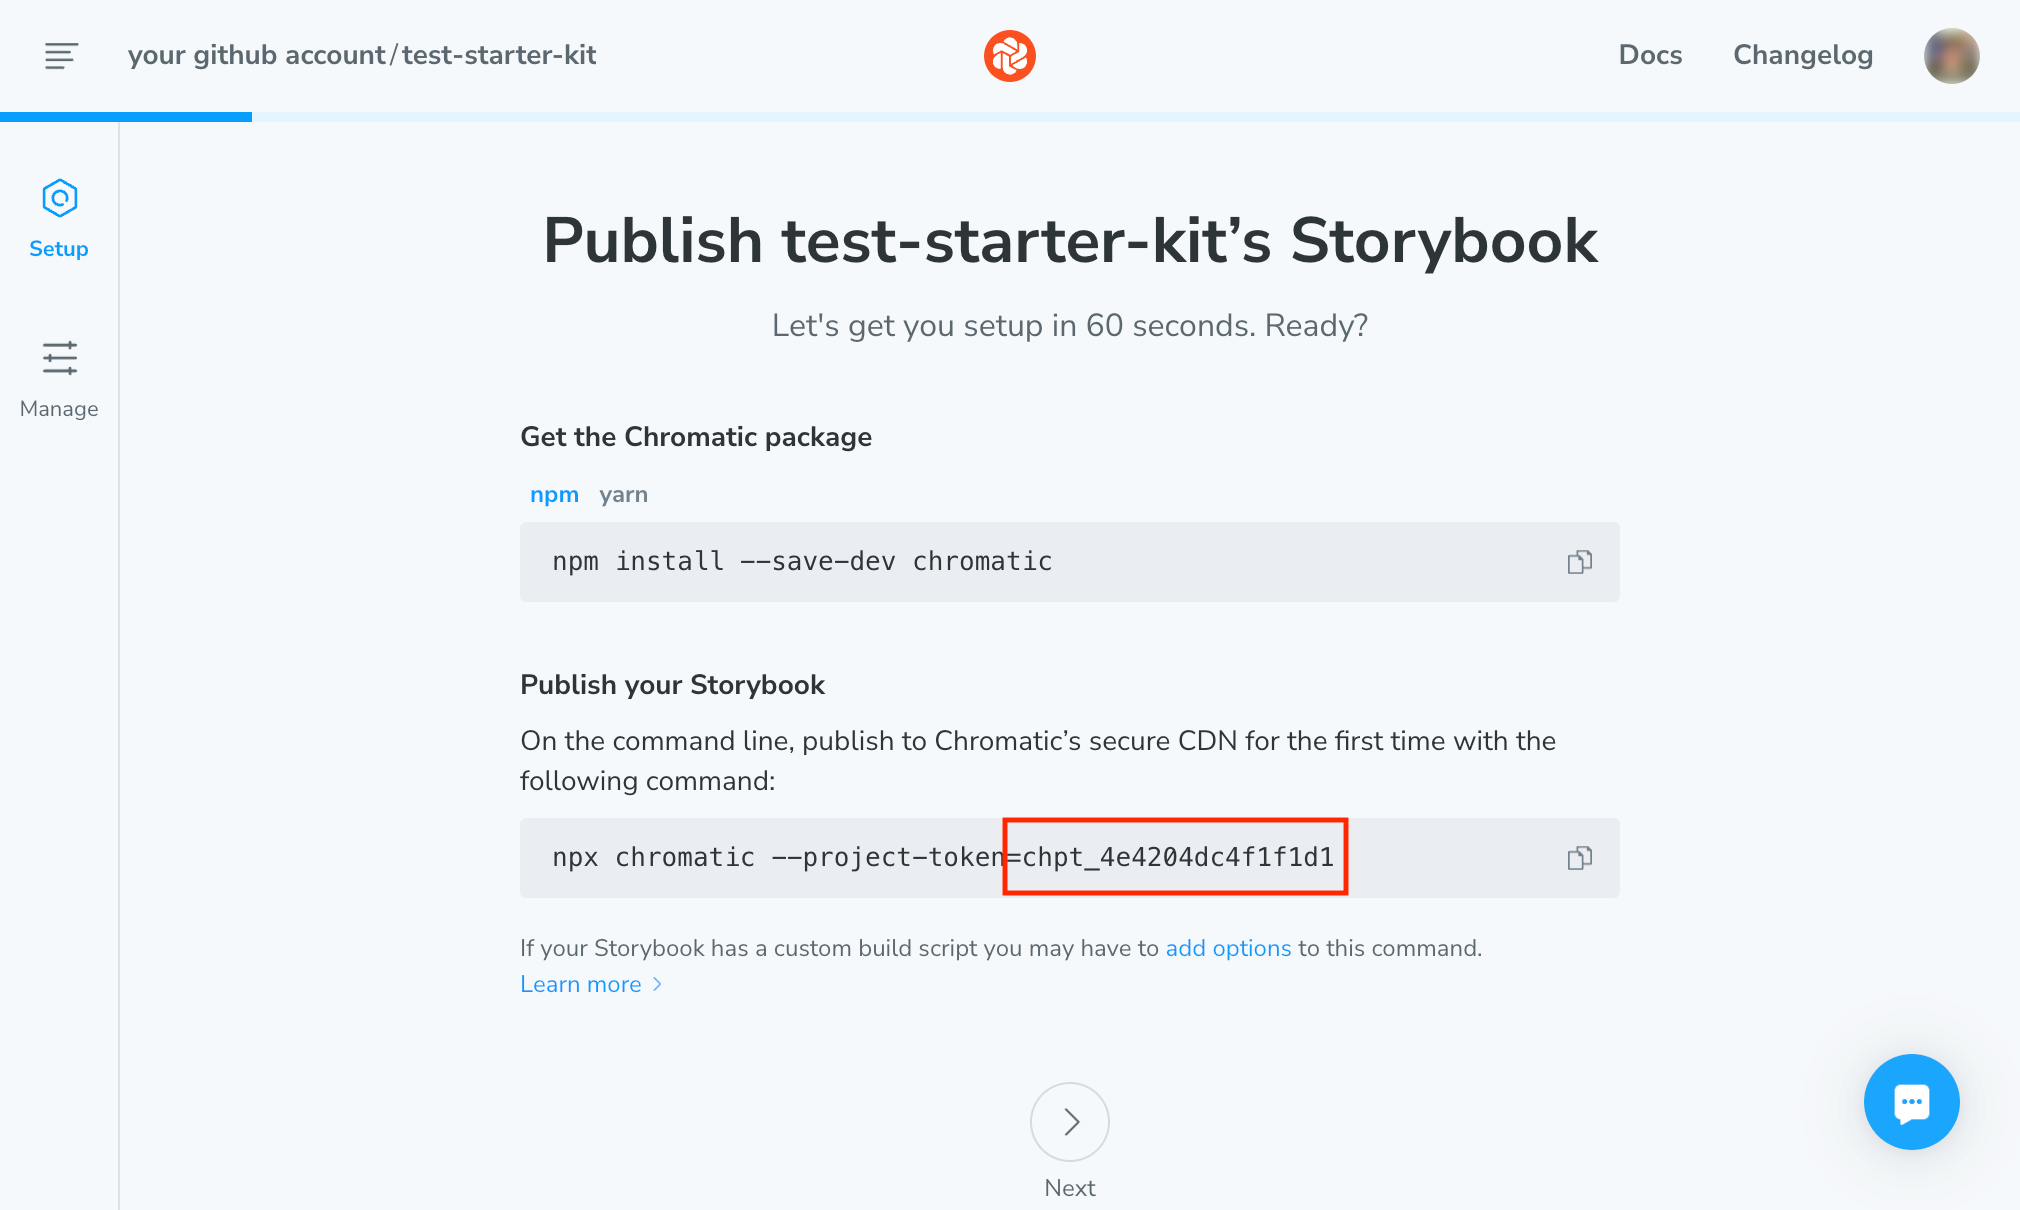 your github account/test-starter-kit
Docs
Changelog
Setup
Manage
Publish test-starter-kit’s Storybook
Let's get you setup in 60 seconds. Ready?
Get the Chromatic package
npm yarn
npm install --save-dev chromatic
Publish your Storybook
On the command line, publish to Chromatic’s secure CDN for the first time with the
following command:
npx chromatic --project-token=chpt_4e4204dc4f1f1d1
If your Storybook has a custom build script you may have to add options to this command.
Learn more
Next